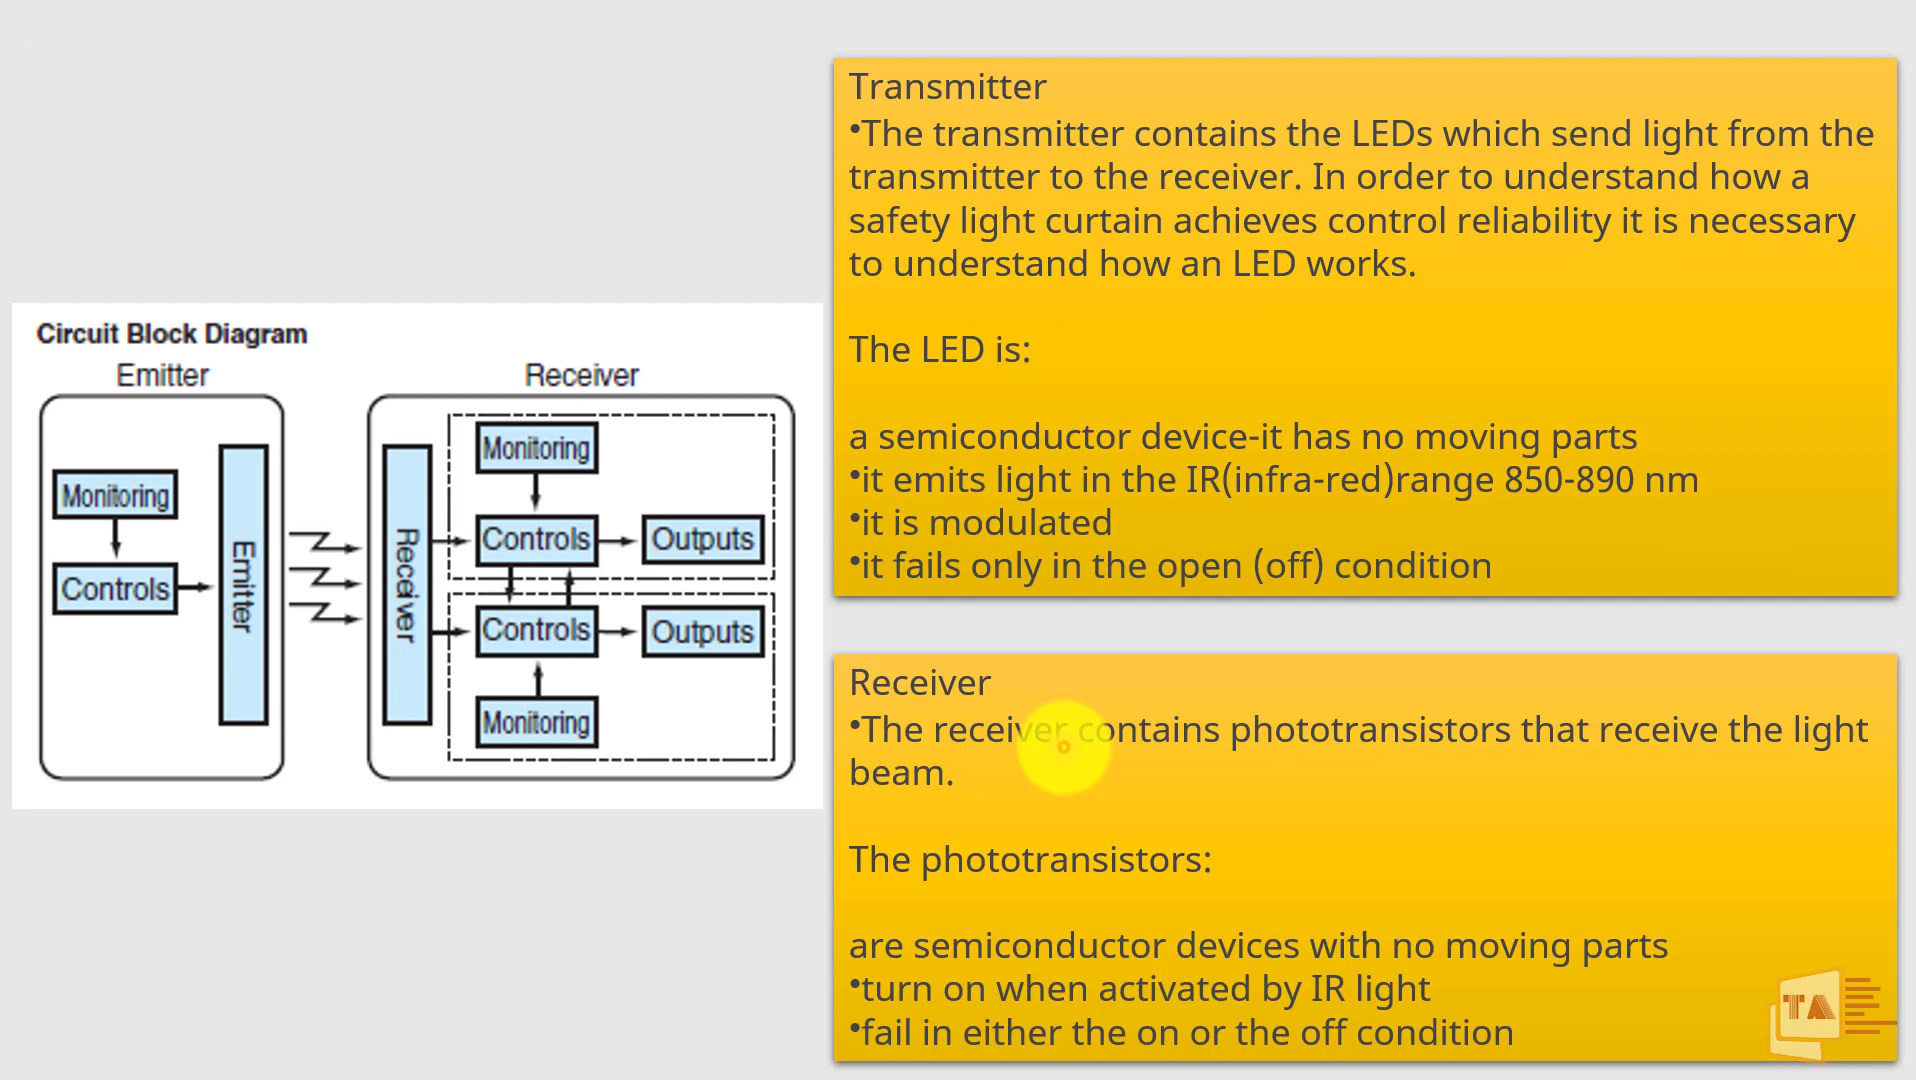 Circuit Block Diagram
Emitter
Receiver
Monitoring
Controls
Emitter
Receiver
Monitoring
Controls
Outputs
Controls
Outputs
Monitoring
Transmitter
•The transmitter contains the LEDs which send light from the
transmitter to the receiver. In order to understand how a
safety light curtain achieves control reliability it is necessary
to understand how an LED works.
The LED is:
a semiconductor device-it has no moving parts
•it emits light in the IR(infra-red)range 850-890 nm
•it is modulated
•it fails only in the open (off) condition
Receiver
•The receiver contains phototransistors that receive the light
beam.
The phototransistors:
are semiconductor devices with no moving parts
•turn on when activated by IR light
•fail in either the on or the off condition
TA